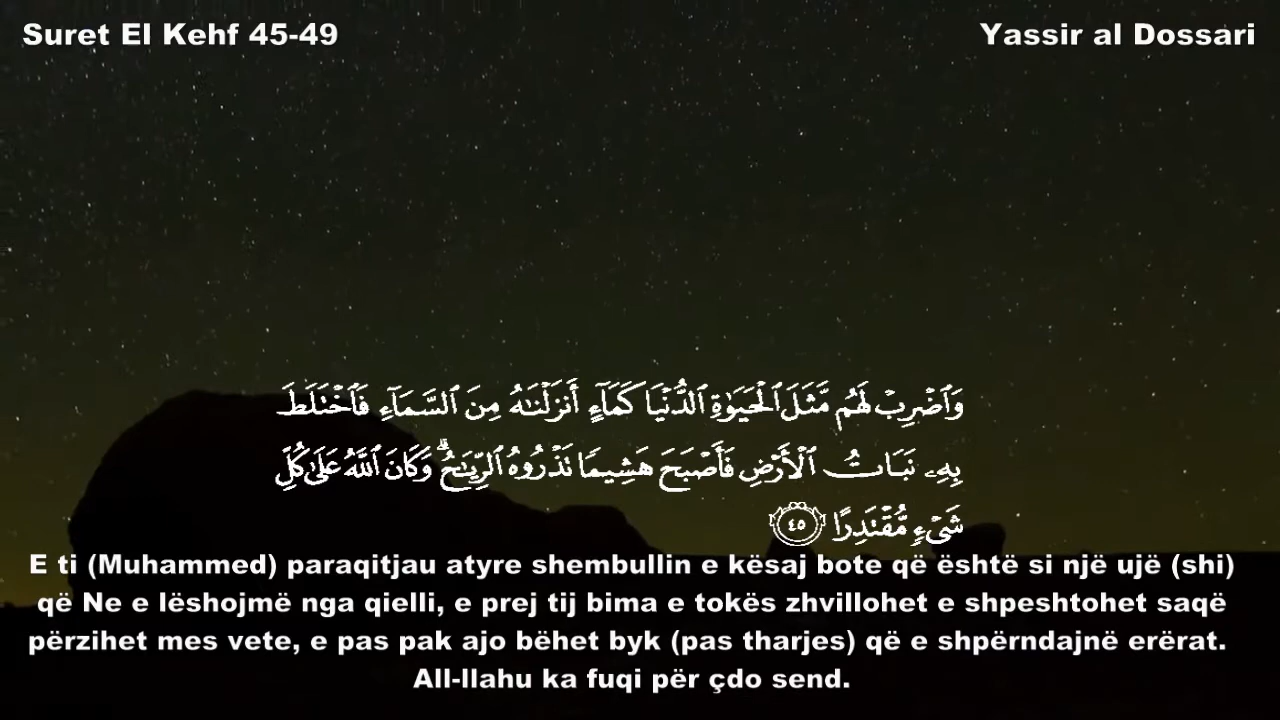 Suret El Kehf 45-49
Yassir al Dossari
وَٱضْرِبْ لَهُم مَّثَلَ ٱلْحَيَوٰةِ ٱلدُّنْيَا كَمَآءٍ أَنزَلْنَٰهُ مِنَ ٱلسَّمَآءِ فَٱخْتَلَطَ
بِهِۦ نَبَاتُ ٱلْأَرْضِ فَأَصْبَحَ هَشِيمًا تَذْرُوهُ ٱلرِّيَٰحُ ۗ وَكَانَ ٱللَّهُ عَلَىٰ كُلِّ
شَىْءٍ مُّقْتَدِرًا ٤٥
E ti (Muhammed) paraqitjau atyre shembullin e kësaj bote që është si një ujë (shi)
që Ne e lëshojmë nga qielli, e prej tij bima e tokës zhvillohet e shpeshtohet saqë
përzihet mes vete, e pas pak ajo bëhet byk (pas tharjes) që e shpërndajnë erërat.
All-llahu ka fuqi për çdo send.